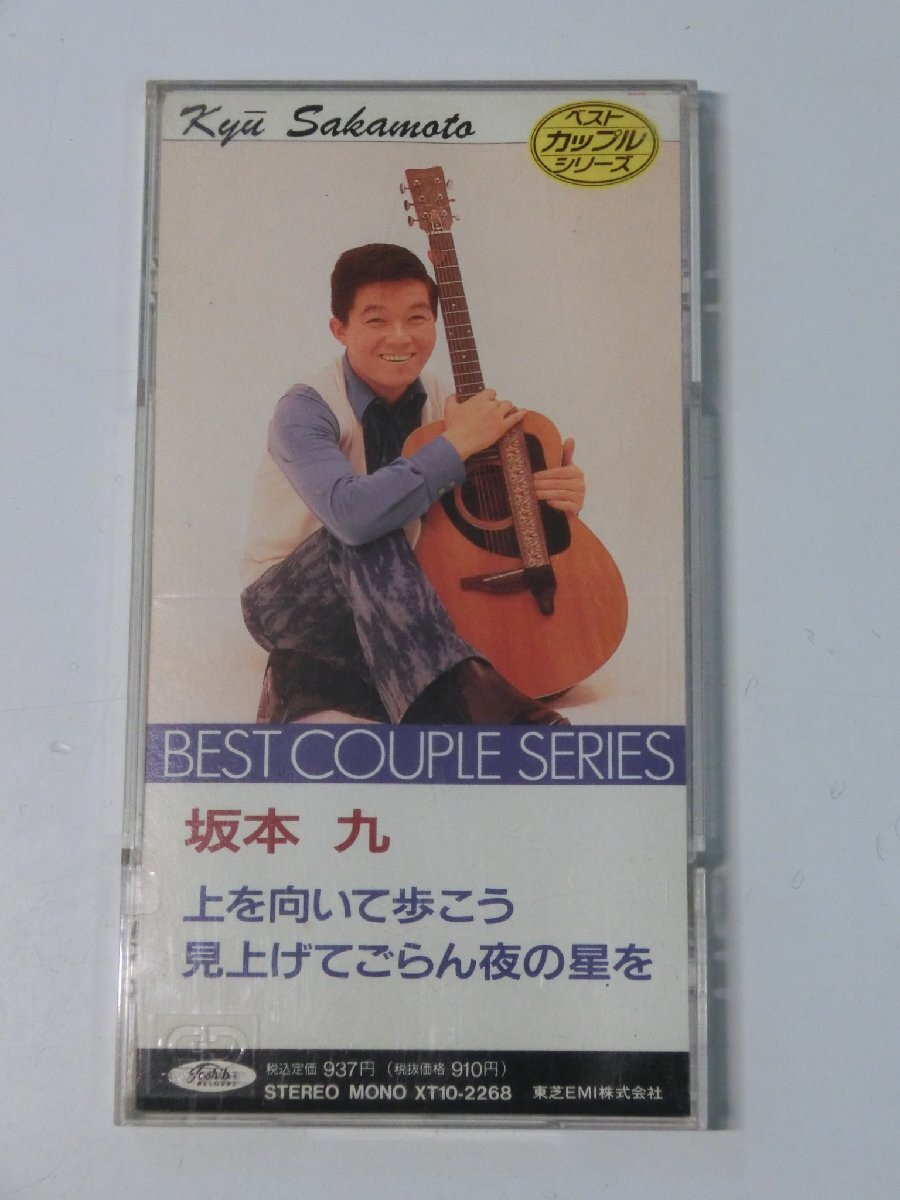 Kyū Sakamoto
ベスト
カップル
シリーズ
BEST COUPLE SERIES
坂本 九
上を向いて歩こう
見上げてごらん夜の星を
Toshiba
RECORDS
税込定価 937円 (税抜価格 910円)
STEREO MONO XT10-2268 東芝EMI株式会社